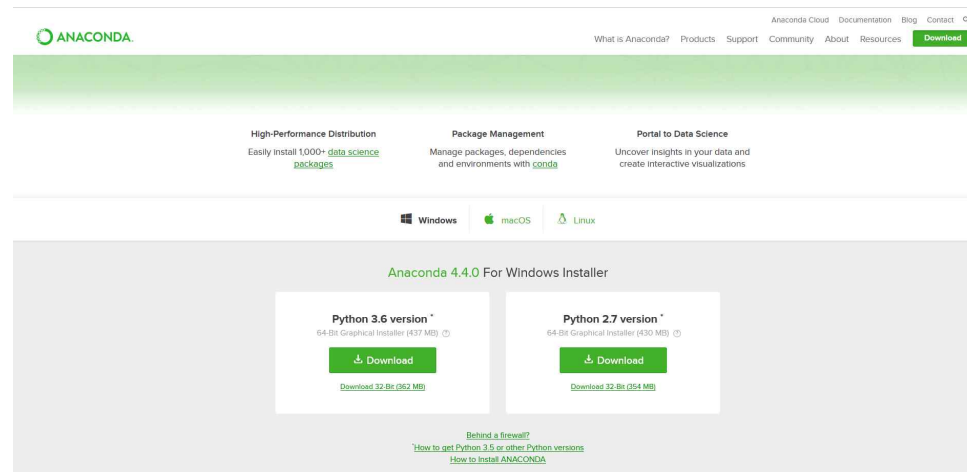 Anaconda Cloud Documentation Blog Contact
ANACONDA.
What is Anaconda? Products Support Community About Resources Download
High-Performance Distribution
Easily install 1,000+ data science
packages
Package Management
Manage packages, dependencies
and environments with conda
Portal to Data Science
Uncover insights in your data and
create interactive visualizations
Windows macOS Linux
Anaconda 4.4.0 For Windows Installer
Python 3.6 version *
64-Bit Graphical Installer (437 MB) ?
Download
Download 32-Bit (362 MB)
Python 2.7 version *
64-Bit Graphical Installer (430 MB) ?
Download
Download 32-Bit (354 MB)
Behind a firewall?
*How to get Python 3.5 or other Python versions
How to Install ANACONDA